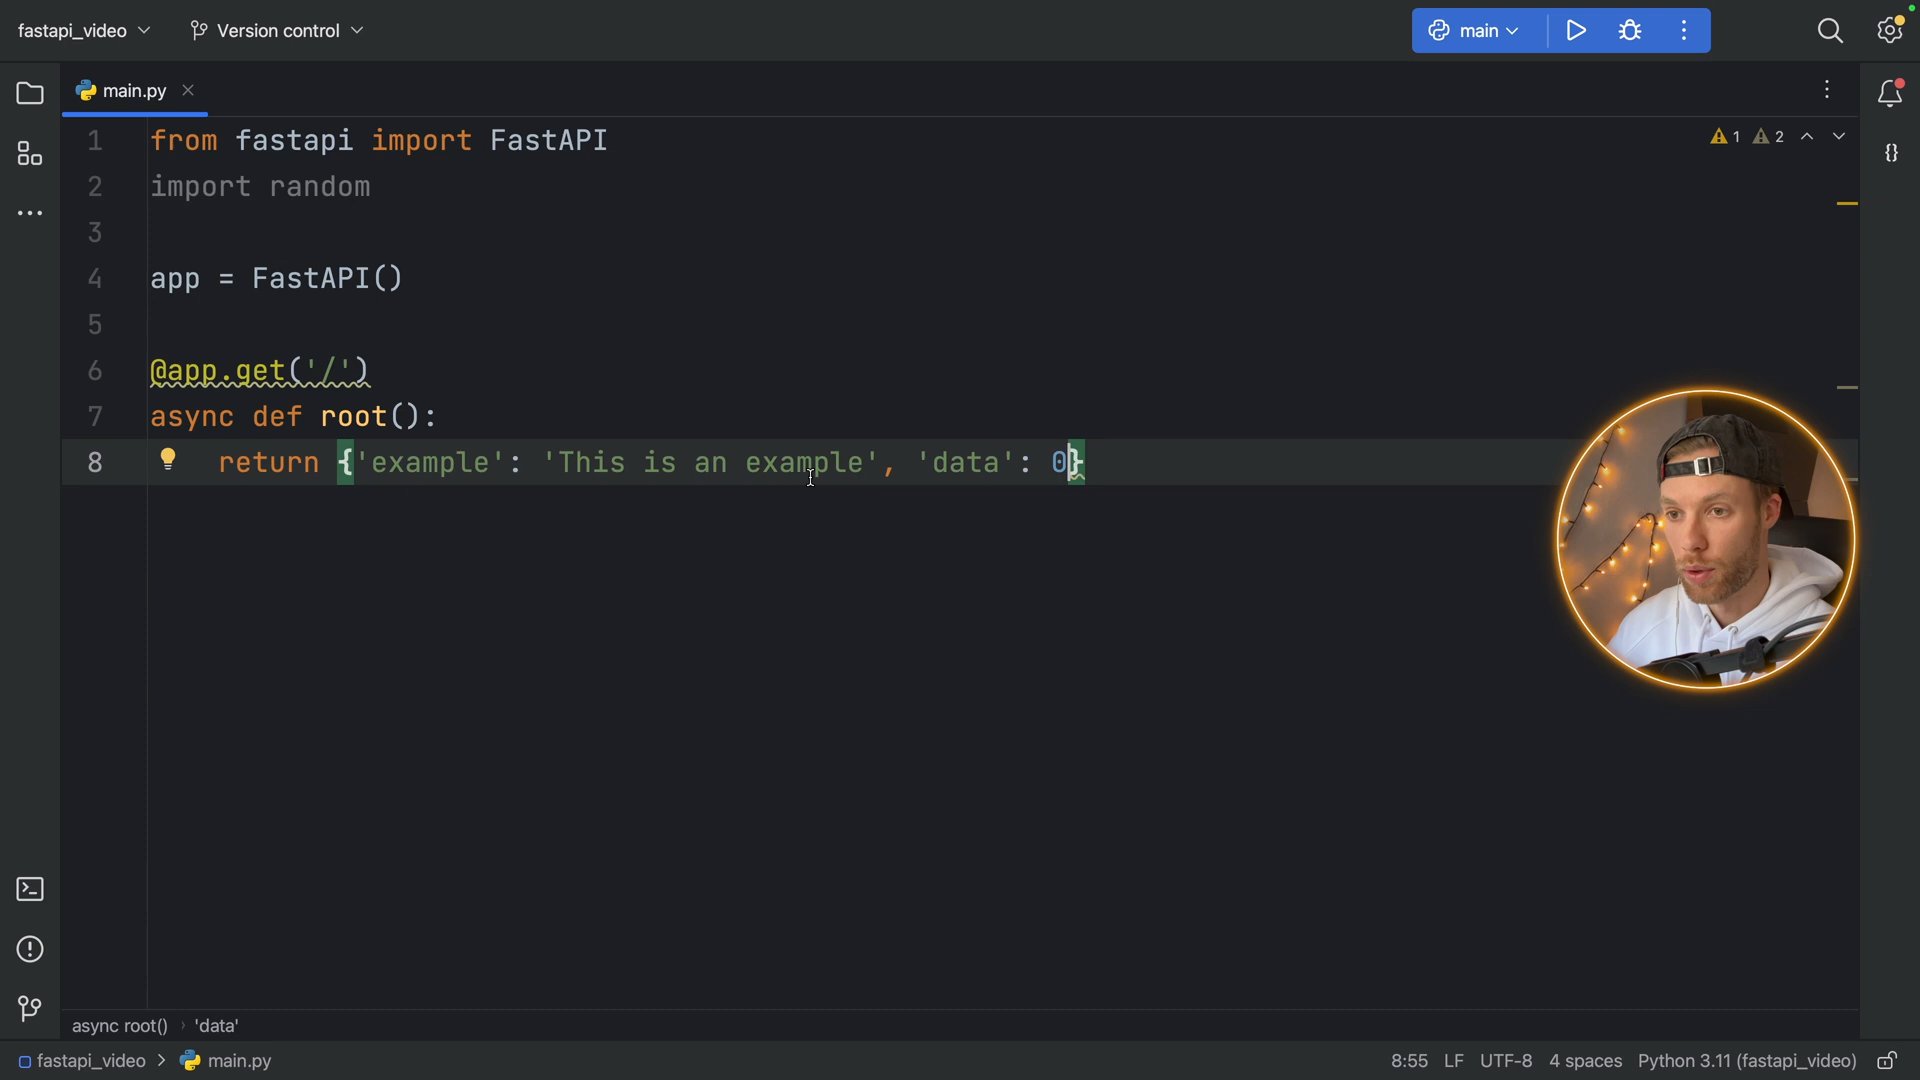 fastapi_video
Version control
main
main.py
1 2
1 from fastapi import FastAPI
2 import random
3
4 app = FastAPI()
5
6 @app.get('/')
7 async def root():
8 return {'example': 'This is an example', 'data': 0}
{}
async root() › 'data'
fastapi_video > main.py
8:55 LF UTF-8 4 spaces Python 3.11 (fastapi_video)